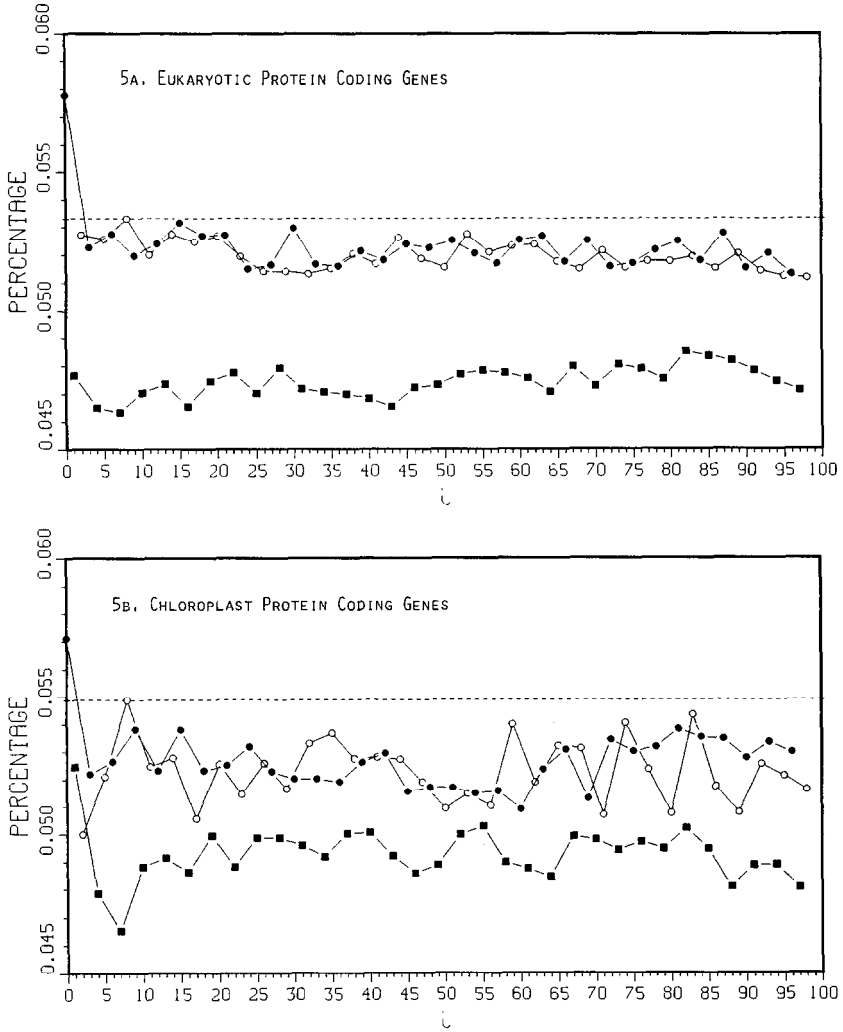 0.060
5A. EUKARYOTIC PROTEIN CODING GENES
0.055
PERCENTAGE
0.050
0.045
0 5 10 15 20 25 30 35 40 45 50 55 60 65 70 75 80 85 90 95 100
i
0.060
5B. CHLOROPLAST PROTEIN CODING GENES
0.055
PERCENTAGE
0.050
0.045
0 5 10 15 20 25 30 35 40 45 50 55 60 65 70 75 80 85 90 95 100
i